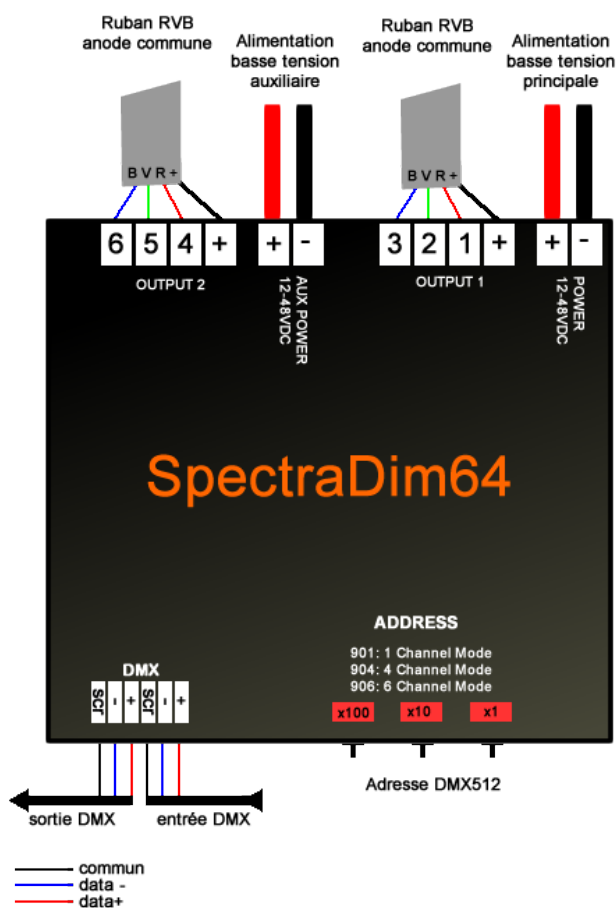 Ruban RVB
anode commune
Alimentation
basse tension
auxiliaire
Ruban RVB
anode commune
Alimentation
basse tension
principale
B V R +
B V R +
6 5 4 + + -
3 2 1 + + -
OUTPUT 2
AUX POWER
12-48VDC
OUTPUT 1
POWER
12-48VDC
SpectraDim64
ADDRESS
901: 1 Channel Mode
904: 4 Channel Mode
906: 6 Channel Mode
x100 x10 x1
DMX
scr - + scr - +
Adresse DMX512
sortie DMX
entrée DMX
commun
data -
data+